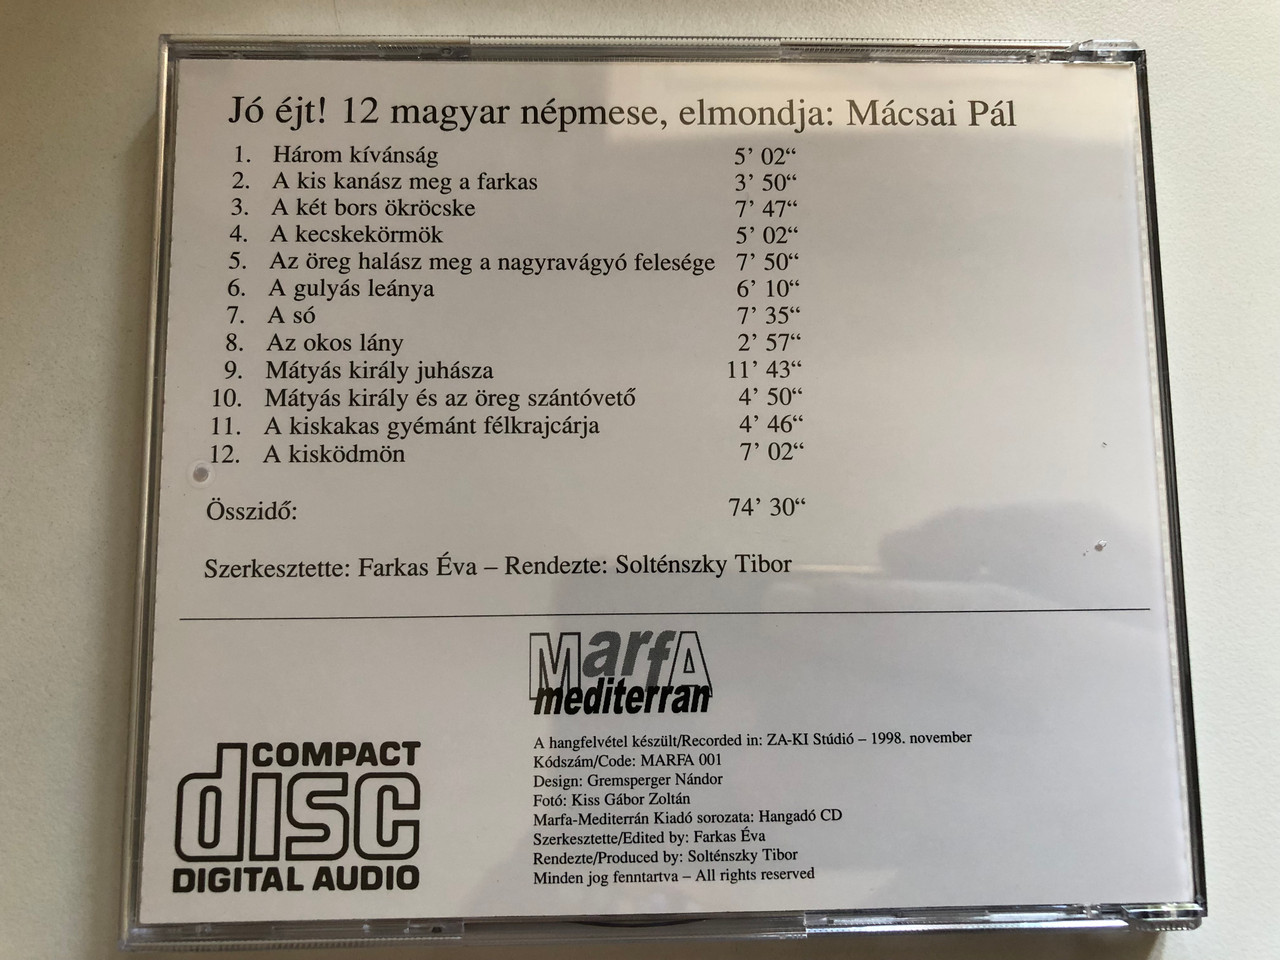 Jó éjt! 12 magyar népmese, elmondja: Mácsai Pál
1. Három kívánság 5’ 02“
2. A kis kanász meg a farkas 3’ 50“
3. A két bors ökröcske 7’ 47“
4. A kecskekörmök 5’ 02“
5. Az öreg halász meg a nagyravágyó felesége 7’ 50“
6. A gulyás leánya 6’ 10“
7. A só 7’ 35“
8. Az okos lány 2’ 57“
9. Mátyás király juhásza 11’ 43“
10. Mátyás király és az öreg szántóvető 4’ 50“
11. A kiskakas gyémánt félkrajcárja 4’ 46“
12. A kisködmön 7’ 02“
Összidő: 74’ 30“
Szerkesztette: Farkas Éva – Rendezte: Solténszky Tibor
MarfA
mediterrán
A hangfelvétel készült/Recorded in: ZA-KI Stúdió – 1998. november
Kódszám/Code: MARFA 001
Design: Gremsperger Nándor
Fotó: Kiss Gábor Zoltán
Marfa-Mediterrán Kiadó sorozata: Hangadó CD
Szerkesztette/Edited by: Farkas Éva
Rendezte/Produced by: Solténszky Tibor
Minden jog fenntartva – All rights reserved
COMPACT
disc
DIGITAL AUDIO